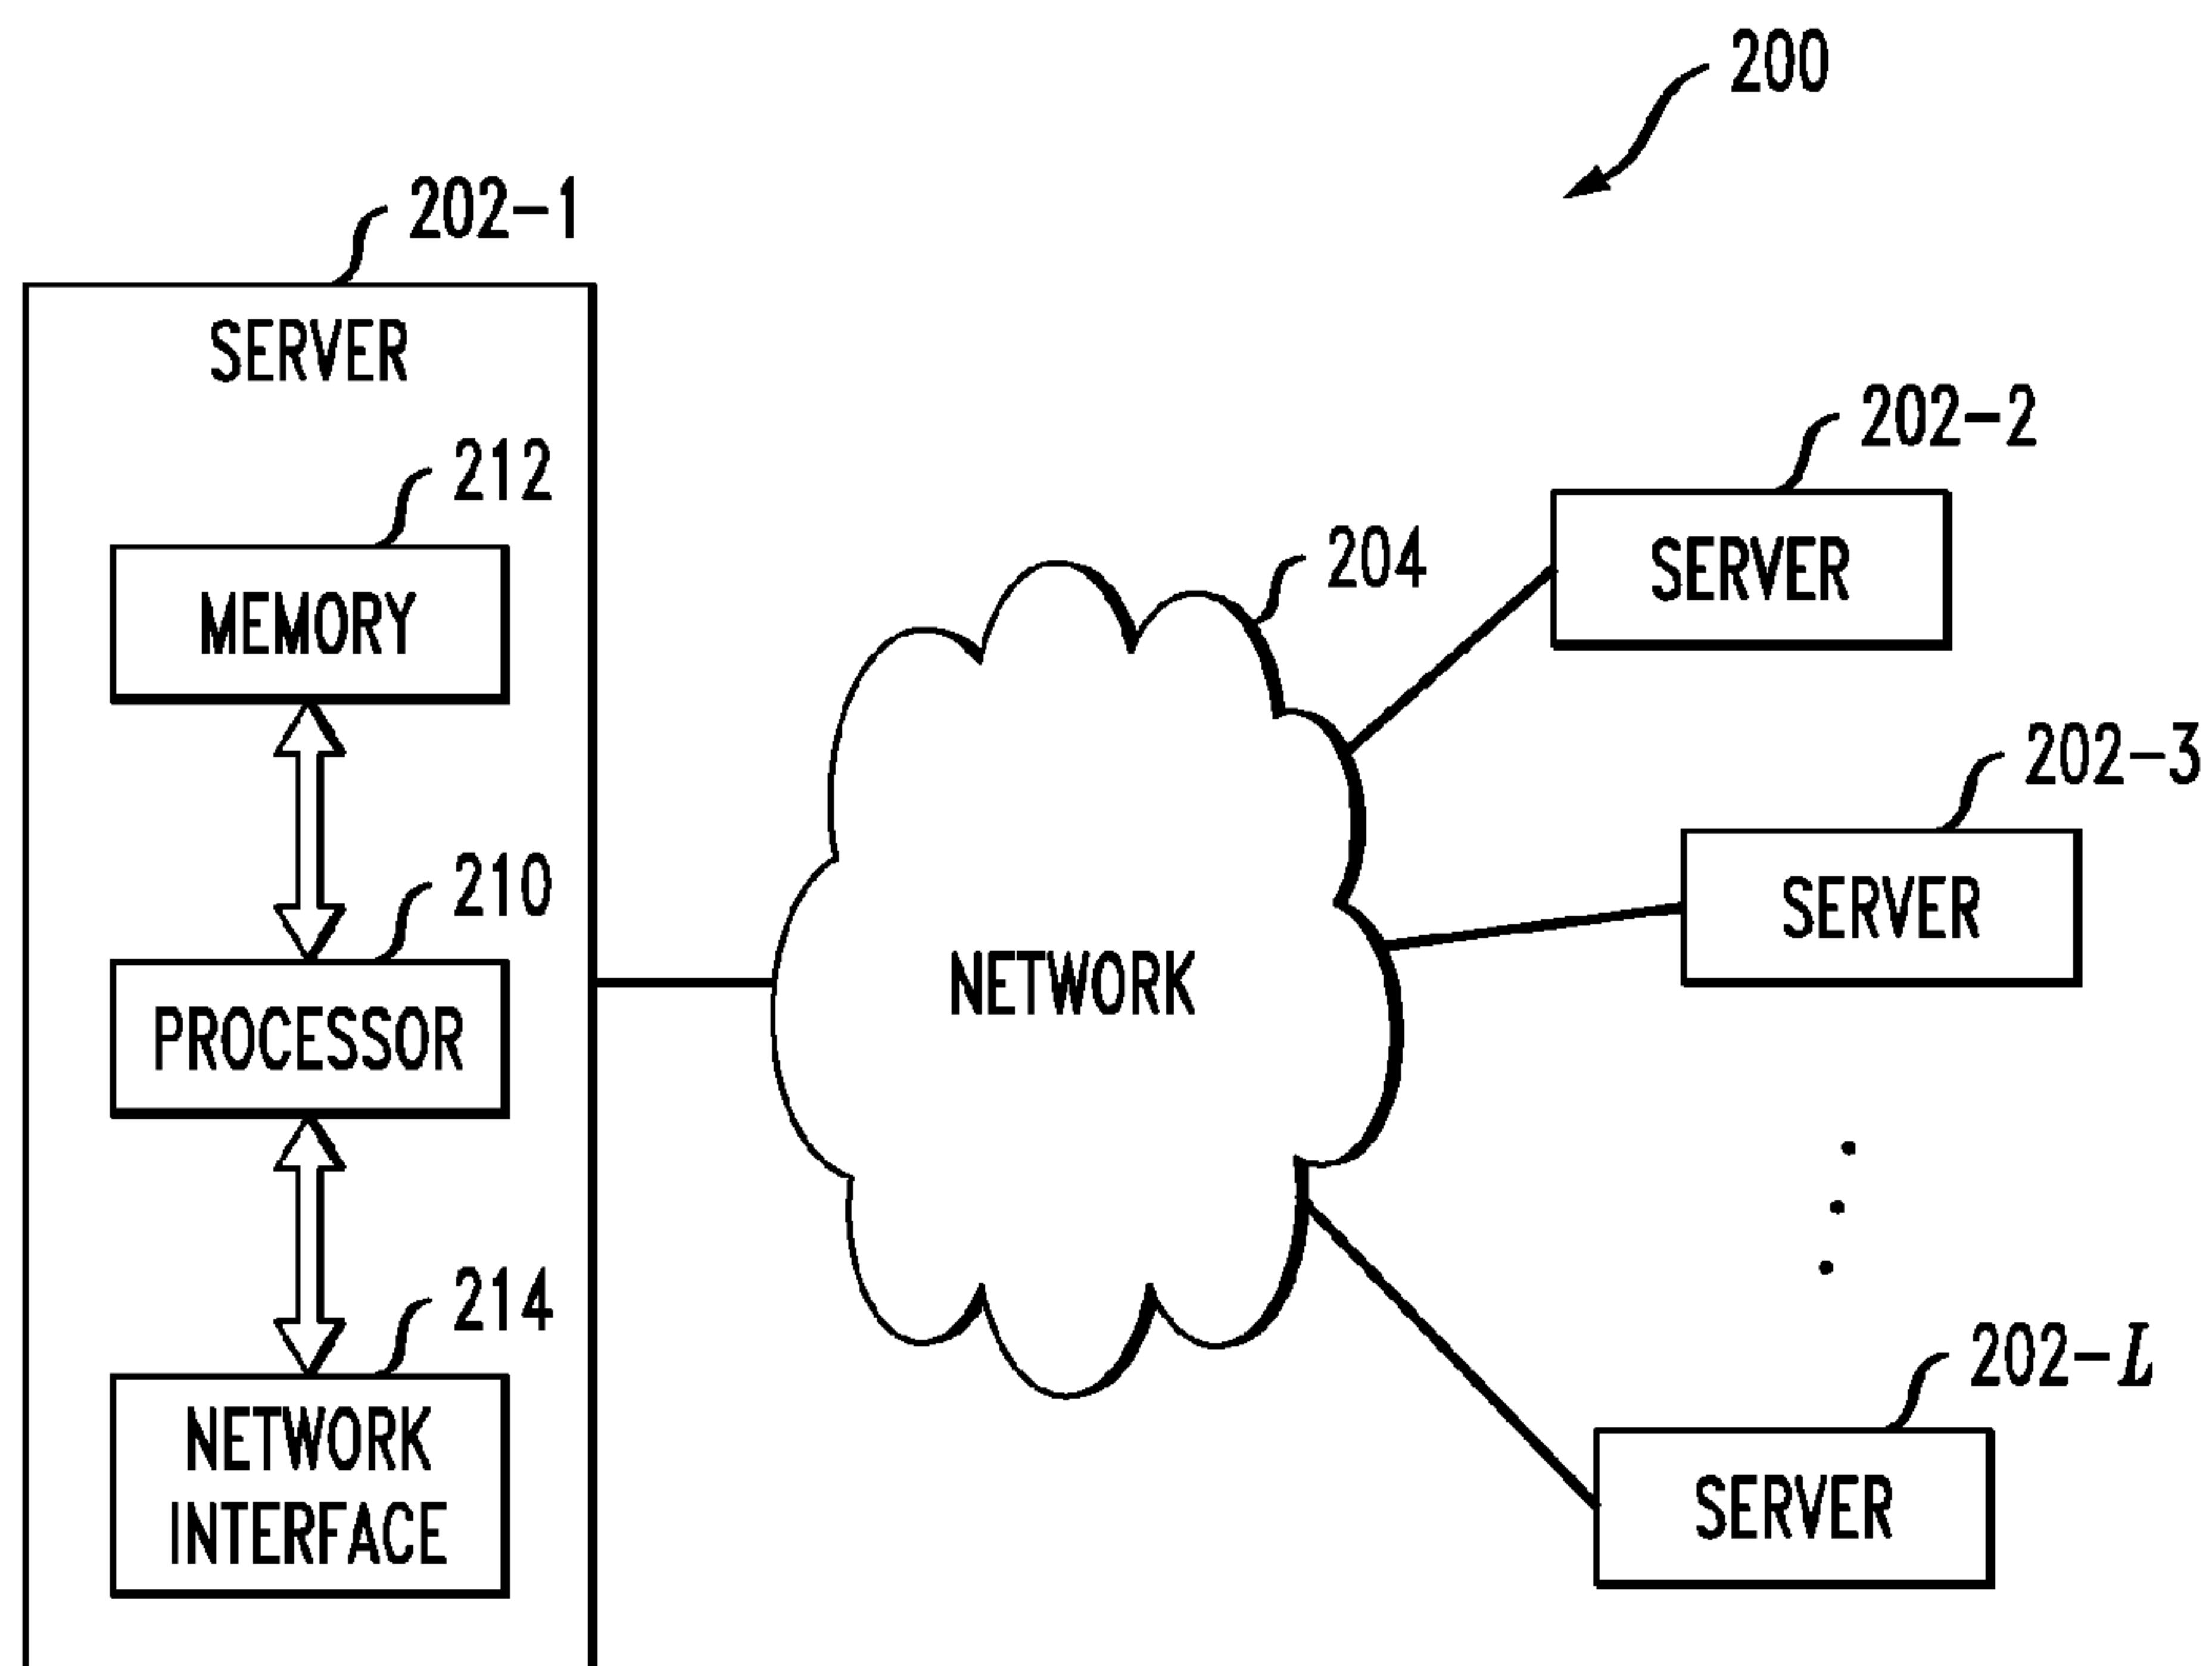 200
202-1
SERVER
212
MEMORY
210
PROCESSOR
214
NETWORK
INTERFACE
204
NETWORK
202-2
SERVER
202-3
SERVER
202-L
SERVER